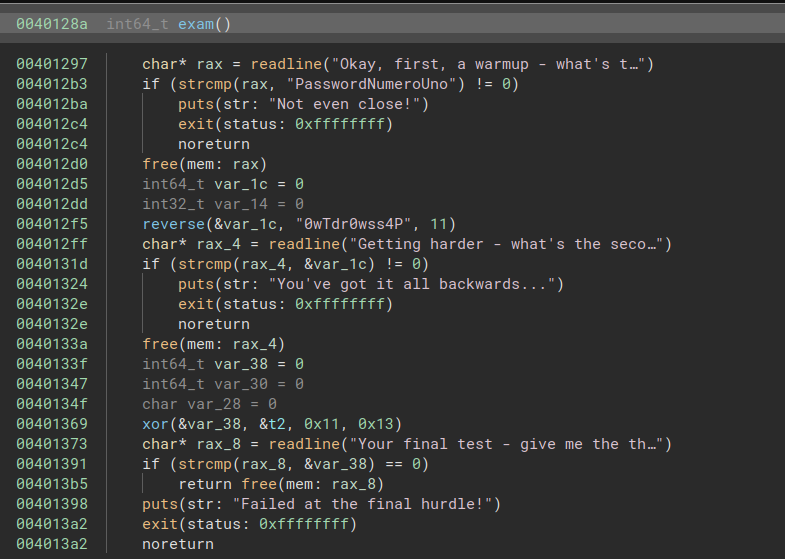 0040128a int64_t exam()
00401297 char* rax = readline("Okay, first, a warmup - what's t…")
004012b3 if (strcmp(rax, "PasswordNumeroUno") != 0)
004012ba puts(str: "Not even close!")
004012c4 exit(status: 0xffffffff)
004012c4 noreturn
004012d0 free(mem: rax)
004012d5 int64_t var_1c = 0
004012dd int32_t var_14 = 0
004012f5 reverse(&var_1c, "0wTdr0wss4P", 11)
004012ff char* rax_4 = readline("Getting harder - what's the seco…")
0040131d if (strcmp(rax_4, &var_1c) != 0)
00401324 puts(str: "You've got it all backwards...")
0040132e exit(status: 0xffffffff)
0040132e noreturn
0040133a free(mem: rax_4)
0040133f int64_t var_38 = 0
00401347 int64_t var_30 = 0
0040134f char var_28 = 0
00401369 xor(&var_38, &t2, 0x11, 0x13)
00401373 char* rax_8 = readline("Your final test - give me the th…")
00401391 if (strcmp(rax_8, &var_38) == 0)
004013b5 return free(mem: rax_8)
00401398 puts(str: "Failed at the final hurdle!")
004013a2 exit(status: 0xffffffff)
004013a2 noreturn